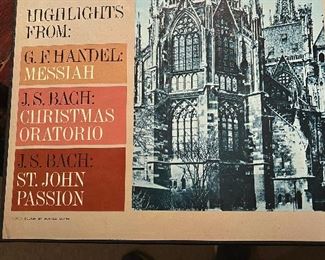 HIGHLIGHTS
FROM:
G.F. HANDEL:
MESSIAH
J.S. BACH:
CHRISTMAS
ORATORIO
J.S. BACH:
ST. JOHN
PASSION